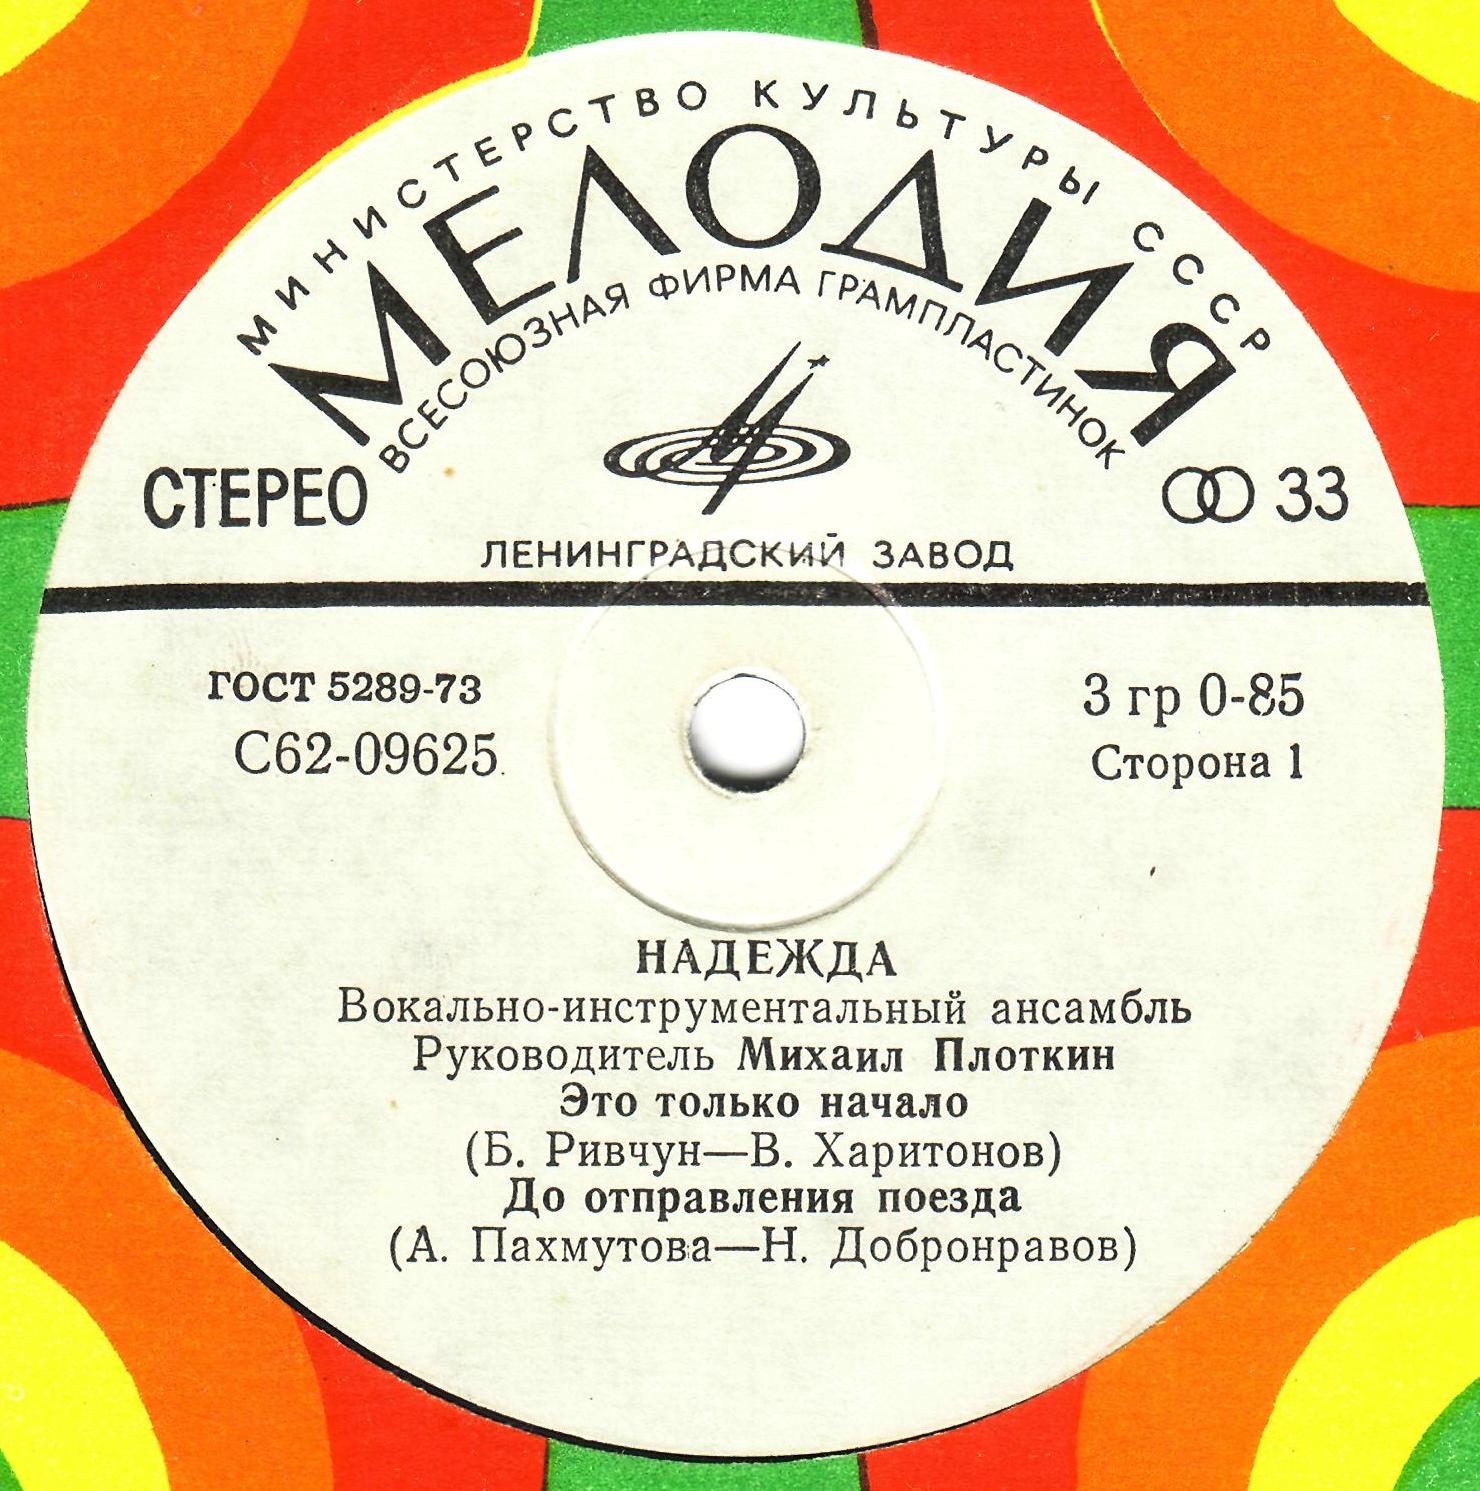 МИНИСТЕРСТВО КУЛЬТУРЫ СССР
МЕЛОДИЯ
ВСЕСОЮЗНАЯ ФИРМА ГРАМПЛАСТИНОК
СТЕРЕО
33
ЛЕНИНГРАДСКИЙ ЗАВОД
ГОСТ 5289-73
3 гр 0-85
С62-09625
Сторона 1
НАДЕЖДА
Вокально-инструментальный ансамбль
Руководитель Михаил Плоткин
Это только начало
(Б. Ривчун—В. Харитонов)
До отправления поезда
(А. Пахмутова—Н. Добронравов)